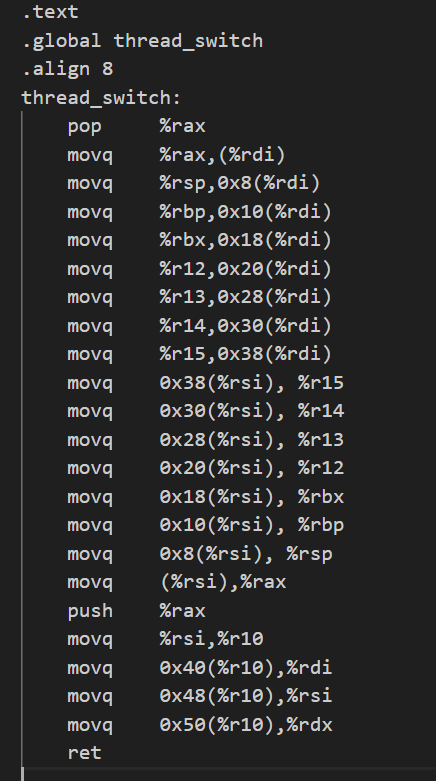 .text
.global thread_switch
.align 8
thread_switch:
pop %rax
movq %rax,(%rdi)
movq %rsp,0x8(%rdi)
movq %rbp,0x10(%rdi)
movq %rbx,0x18(%rdi)
movq %r12,0x20(%rdi)
movq %r13,0x28(%rdi)
movq %r14,0x30(%rdi)
movq %r15,0x38(%rdi)
movq 0x38(%rsi), %r15
movq 0x30(%rsi), %r14
movq 0x28(%rsi), %r13
movq 0x20(%rsi), %r12
movq 0x18(%rsi), %rbx
movq 0x10(%rsi), %rbp
movq 0x8(%rsi), %rsp
movq (%rsi),%rax
push %rax
movq %rsi,%r10
movq 0x40(%r10),%rdi
movq 0x48(%r10),%rsi
movq 0x50(%r10),%rdx
ret